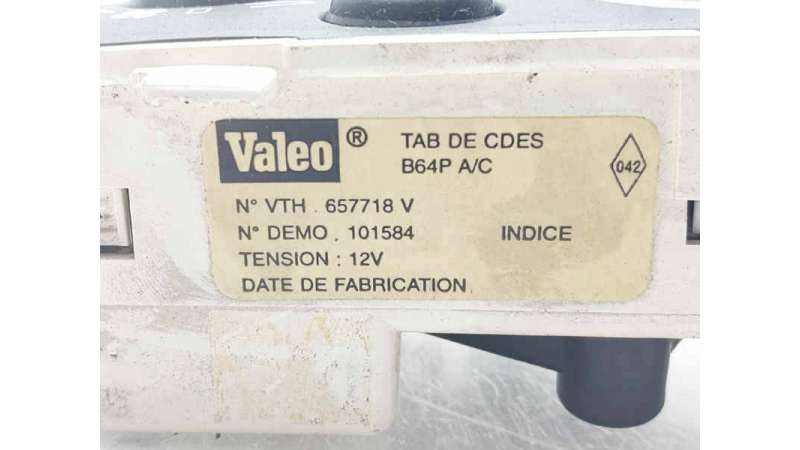 Valeo ® TAB DE CDES
B64P A/C
042
N° VTH . 657718 V
N° DEMO . 101584 INDICE
TENSION : 12V
DATE DE FABRICATION